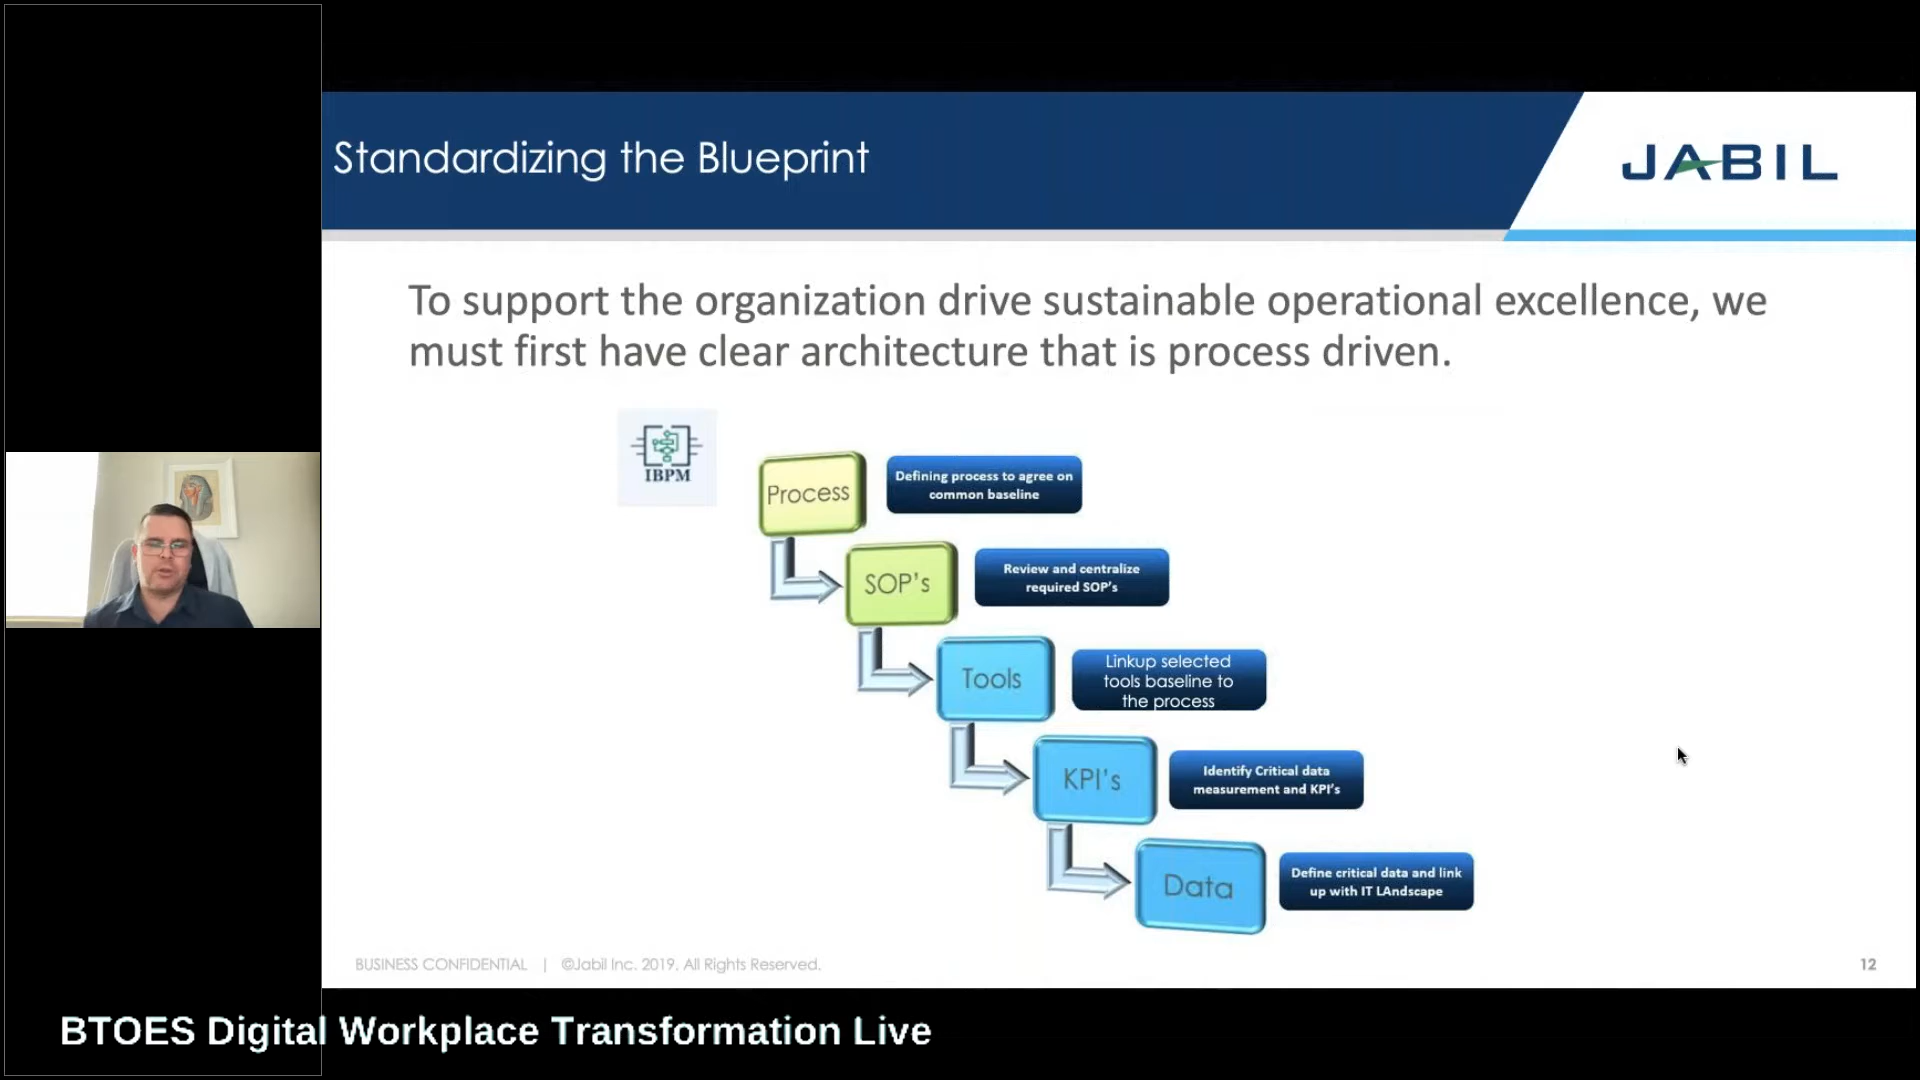 Standardizing the Blueprint
JABIL
To support the organization drive sustainable operational excellence, we
must first have clear architecture that is process driven.
IBPM
Process
Defining process to agree on
common baseline
SOP's
Review and centralize
required SOP's
Tools
Linkup selected
tools baseline to
the process
KPI's
Identify Critical data
measurement and KPI's
Data
Define critical data and link
up with IT LAndscape
BUSINESS CONFIDENTIAL | ©Jabil Inc. 2019. All Rights Reserved.
12
BTOES Digital Workplace Transformation Live